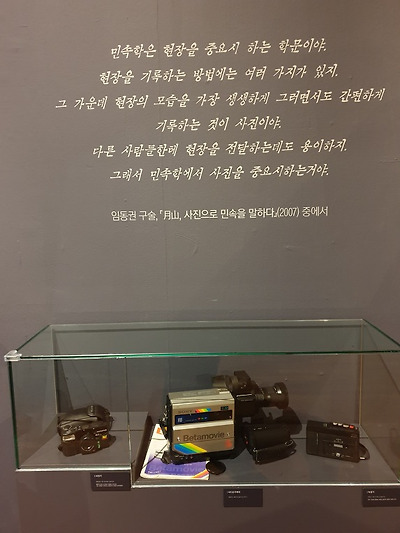 민속학은 현장을 중요시 하는 학문이야.
현장을 기록하는 방법에는 여러 가지가 있지.
그 가운데 현장의 모습을 가장 생생하게 그러면서도 간편하게
기록하는 것이 사진이야.
다른 사람들한테 현장을 전달하는데도 용이하지.
그래서 민속학에서 사진을 중요시하는거야.
임동권 구술, 「月山, 사진으로 민속을 말하다」(2007) 중에서
Betamovie